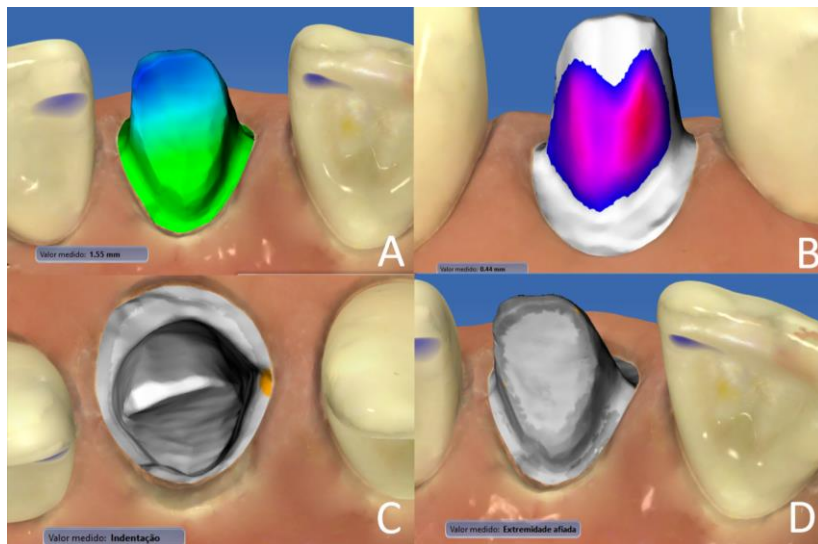 Valor medido: 1.55 mm
A
Valor medido: 0.44 mm
B
Valor medido: Indentação
C
Valor medido: Extremidade afiada
D